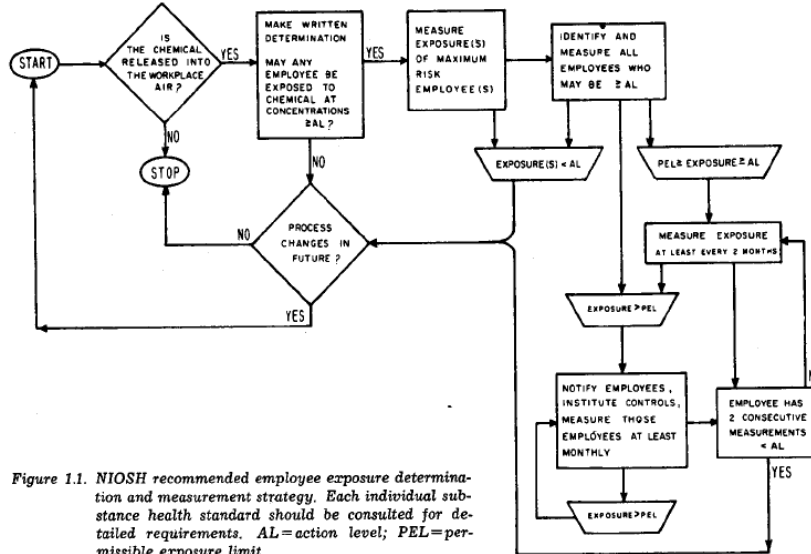 START
IS
THE CHEMICAL
RELEASED INTO
THE WORKPLACE
AIR?
YES
NO
STOP
MAKE WRITTEN
DETERMINATION
MAY ANY
EMPLOYEE BE
EXPOSED TO
CHEMICAL AT
CONCENTRATIONS
≥AL?
YES
NO
MEASURE
EXPOSURE(S)
OF MAXIMUM
RISK
EMPLOYEE(S)
IDENTIFY AND
MEASURE ALL
EMPLOYEES WHO
MAY BE ≥AL
EXPOSURE(S) < AL
PEL≥ EXPOSURE ≥ AL
PROCESS
CHANGES IN
FUTURE?
NO
YES
MEASURE EXPOSURE
AT LEAST EVERY 2 MONTHS
EXPOSURE>PEL
NOTIFY EMPLOYEES,
INSTITUTE CONTROLS,
MEASURE THOSE
EMPLOYEES AT LEAST
MONTHLY
EMPLOYEE HAS
2 CONSECUTIVE
MEASUREMENTS
< AL
YES
EXPOSURE>PEL
Figure 1.1. NIOSH recommended employee exposure determina-
tion and measurement strategy. Each individual sub-
stance health standard should be consulted for de-
tailed requirements. AL=action level; PEL=per-
missible exposure limit